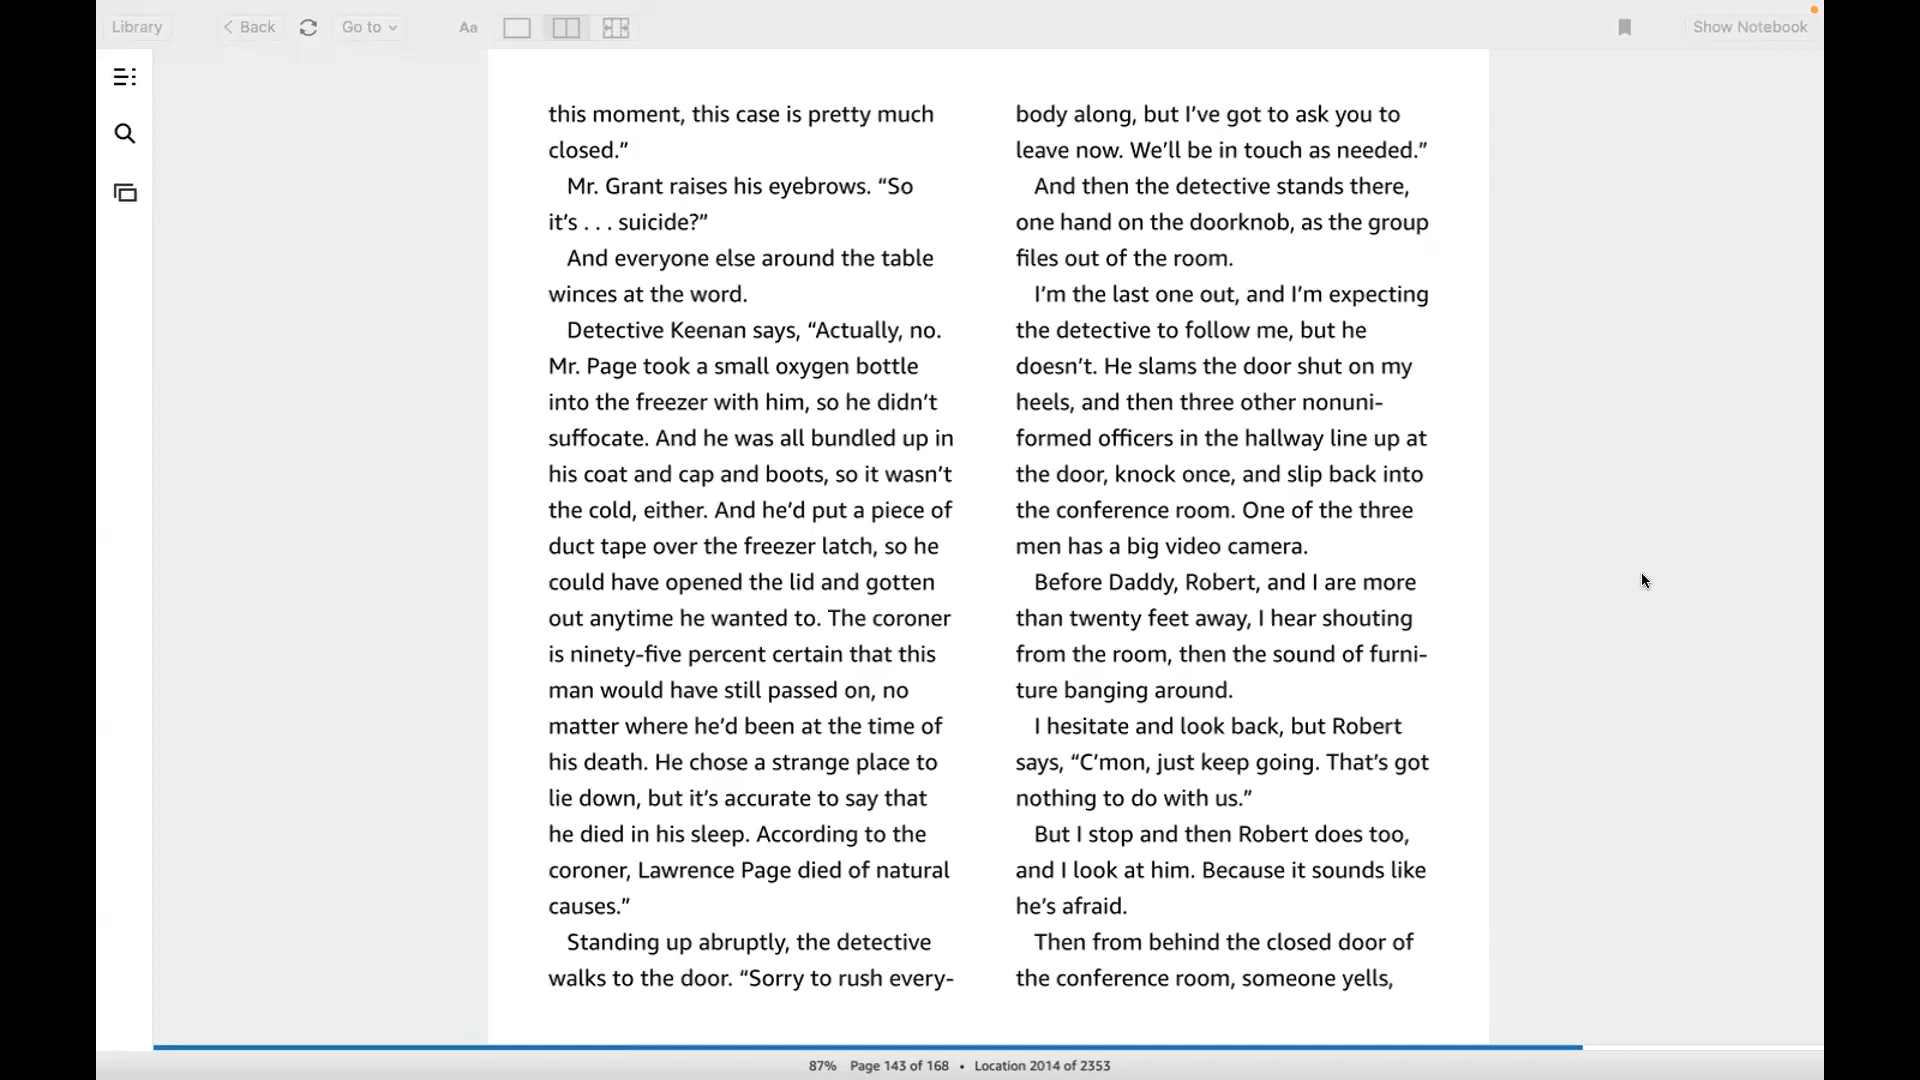 Library
Back
Go to
Aa
Show Notebook
this moment, this case is pretty much
closed.”
Mr. Grant raises his eyebrows. “So
it’s . . . suicide?”
And everyone else around the table
winces at the word.
Detective Keenan says, “Actually, no.
Mr. Page took a small oxygen bottle
into the freezer with him, so he didn’t
suffocate. And he was all bundled up in
his coat and cap and boots, so it wasn’t
the cold, either. And he’d put a piece of
duct tape over the freezer latch, so he
could have opened the lid and gotten
out anytime he wanted to. The coroner
is ninety-five percent certain that this
man would have still passed on, no
matter where he’d been at the time of
his death. He chose a strange place to
lie down, but it’s accurate to say that
he died in his sleep. According to the
coroner, Lawrence Page died of natural
causes.”
Standing up abruptly, the detective
walks to the door. “Sorry to rush every-
body along, but I’ve got to ask you to
leave now. We’ll be in touch as needed.”
And then the detective stands there,
one hand on the doorknob, as the group
files out of the room.
I’m the last one out, and I’m expecting
the detective to follow me, but he
doesn’t. He slams the door shut on my
heels, and then three other nonuni-
formed officers in the hallway line up at
the door, knock once, and slip back into
the conference room. One of the three
men has a big video camera.
Before Daddy, Robert, and I are more
than twenty feet away, I hear shouting
from the room, then the sound of furni-
ture banging around.
I hesitate and look back, but Robert
says, “C’mon, just keep going. That’s got
nothing to do with us.”
But I stop and then Robert does too,
and I look at him. Because it sounds like
he’s afraid.
Then from behind the closed door of
the conference room, someone yells,
87% Page 143 of 168 • Location 2014 of 2353